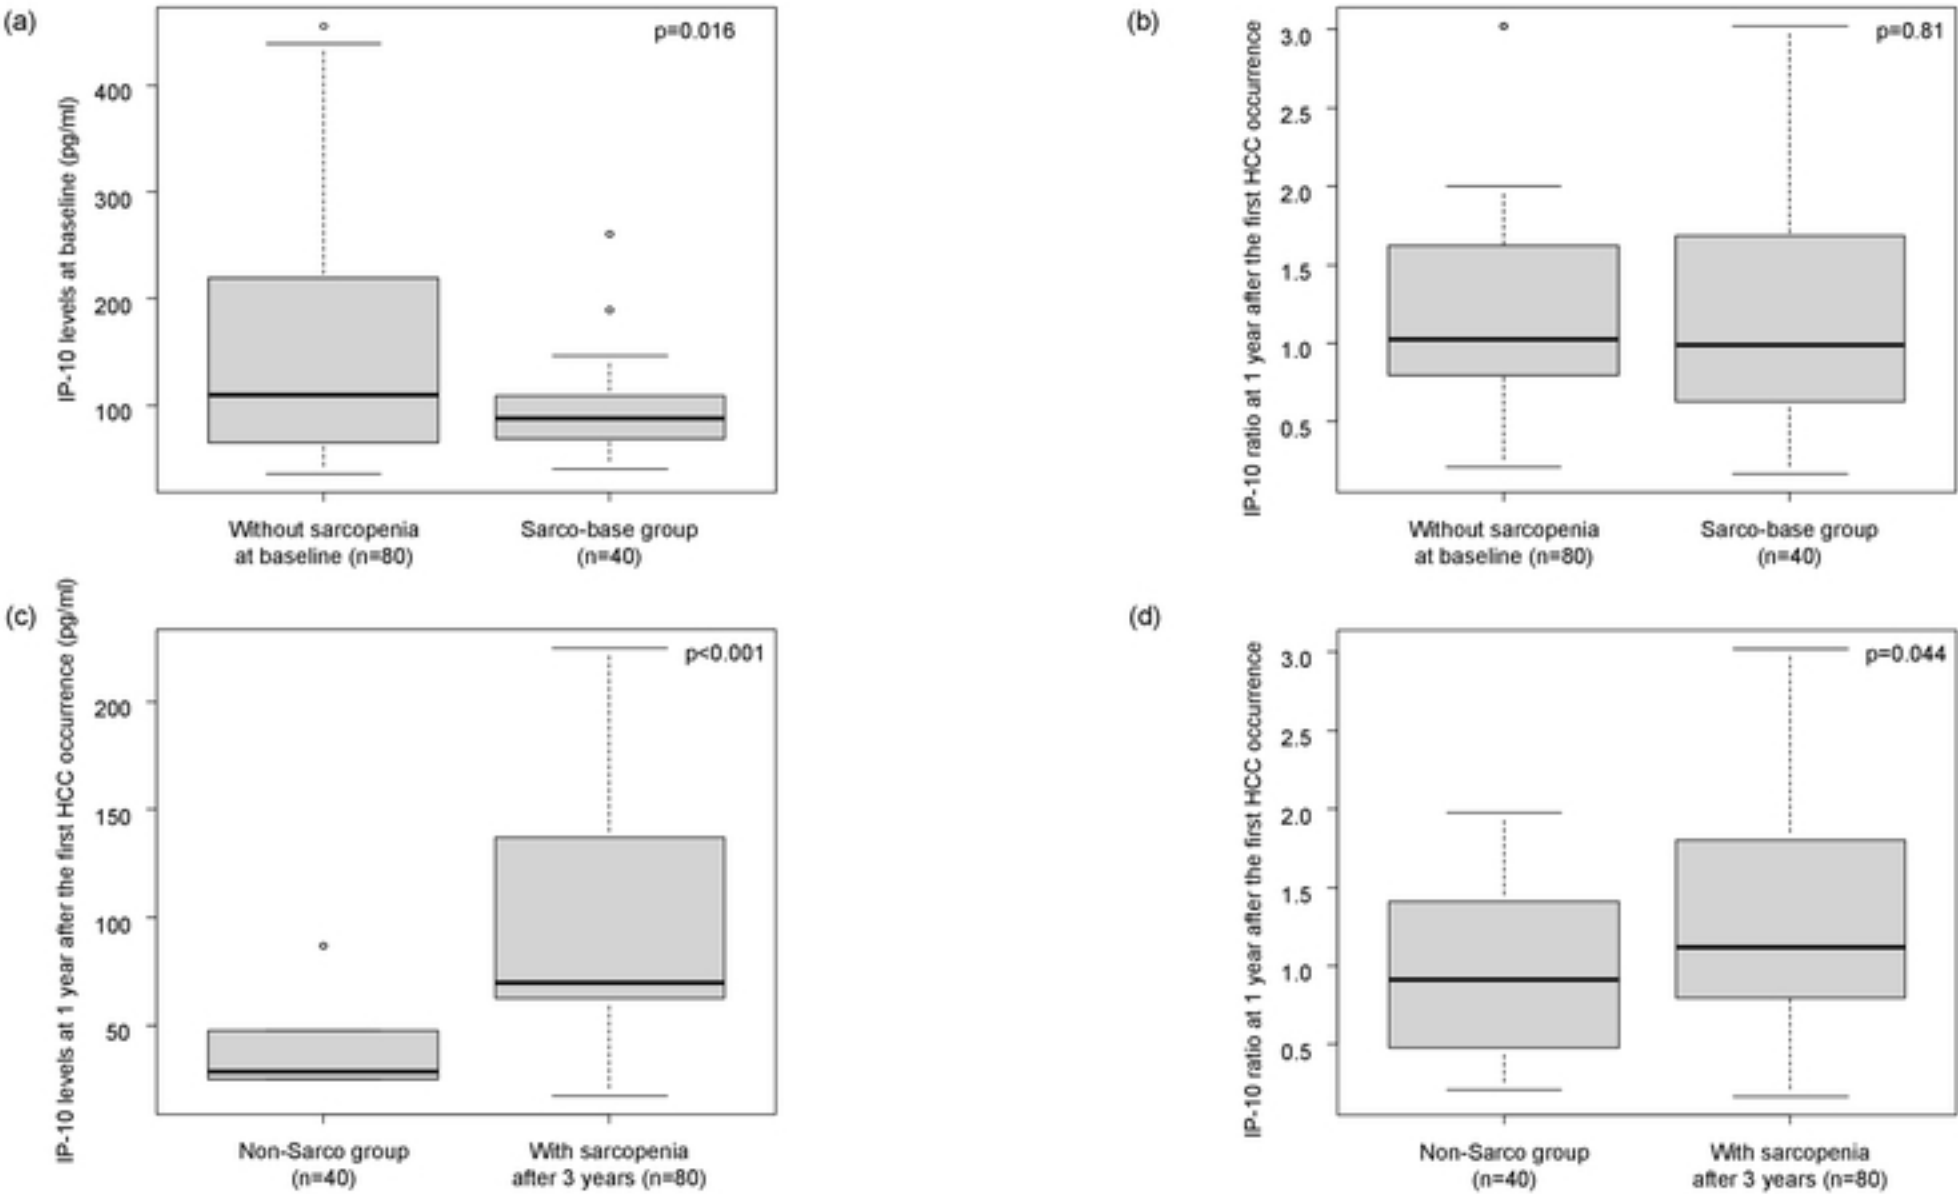 (a)
IP-10 levels at baseline (pg/ml)
400
300
200
100
p=0.016
Without sarcopenia
at baseline (n=80)
Sarco-base group
(n=40)
(b)
IP-10 ratio at 1 year after the first HCC occurrence
3.0
2.5
2.0
1.5
1.0
0.5
p=0.81
Without sarcopenia
at baseline (n=80)
Sarco-base group
(n=40)
(c)
IP-10 levels at 1 year after the first HCC occurrence (pg/ml)
200
150
100
50
p<0.001
Non-Sarco group
(n=40)
With sarcopenia
after 3 years (n=80)
(d)
IP-10 ratio at 1 year after the first HCC occurrence
3.0
2.5
2.0
1.5
1.0
0.5
p=0.044
Non-Sarco group
(n=40)
With sarcopenia
after 3 years (n=80)